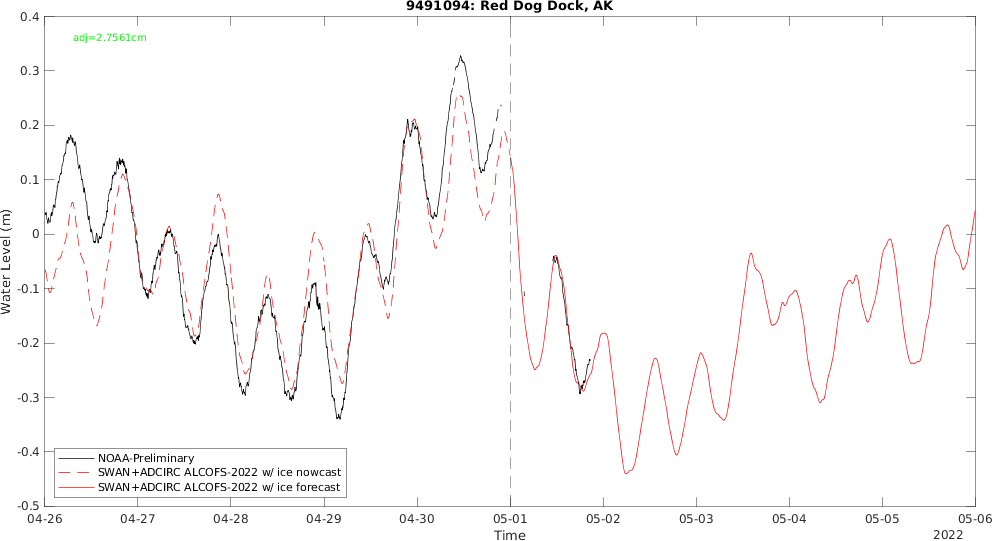 9491094: Red Dog Dock, AK
adj=2.7561cm
0.4
0.3
0.2
0.1
0
-0.1
-0.2
-0.3
-0.4
-0.5
Water Level (m)
NOAA-Preliminary
SWAN+ADCIRC ALCOFS-2022 w/ ice nowcast
SWAN+ADCIRC ALCOFS-2022 w/ ice forecast
04-26 04-27 04-28 04-29 04-30 05-01 05-02 05-03 05-04 05-05 05-06
Time
2022